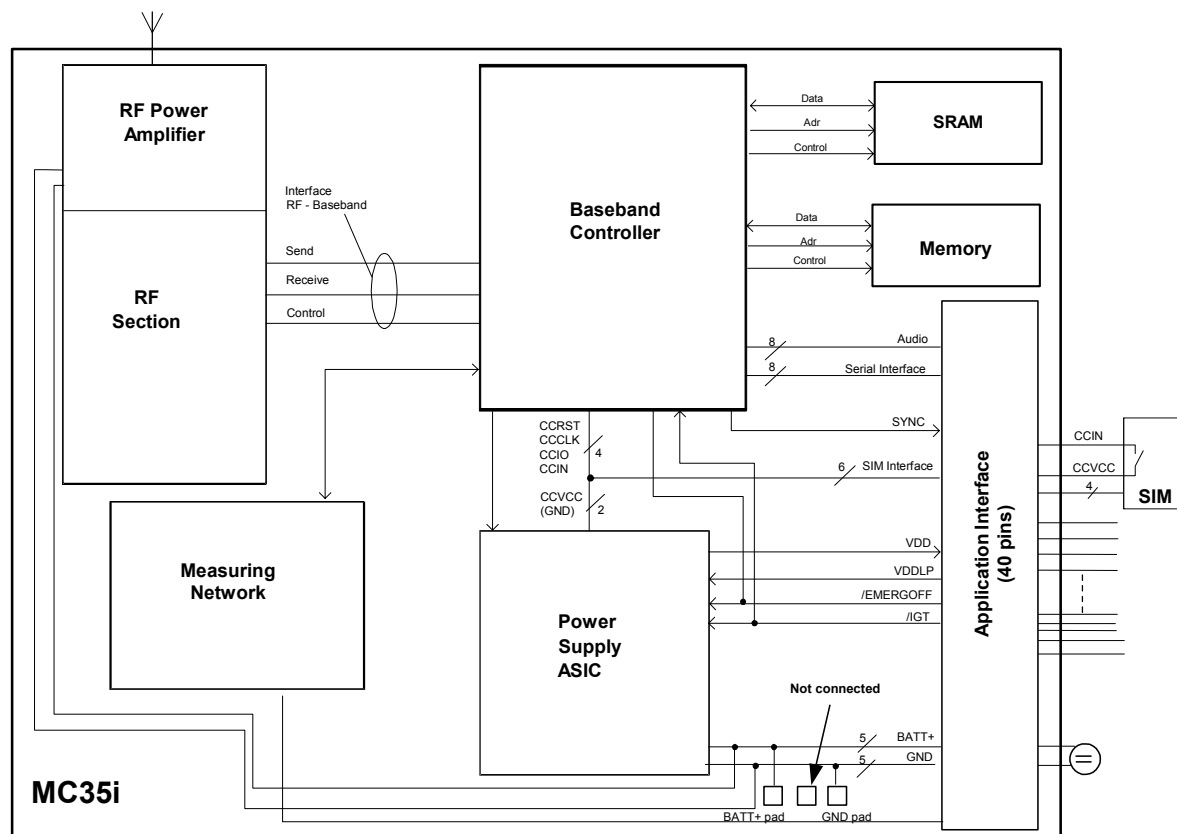 RF Power
Amplifier
RF
Section
Interface
RF - Baseband
Send
Receive
Control
Baseband
Controller
Data
Adr
Control
SRAM
Data
Adr
Control
Memory
8
Audio
8
Serial Interface
SYNC
6
SIM Interface
CCRST
CCCLK
CCIO
CCIN
4
CCVCC
(GND)
2
Measuring
Network
Power
Supply
ASIC
VDD
VDDLP
/EMERGOFF
/IGT
Not connected
5
BATT+
5
GND
BATT+ pad
GND pad
Application Interface
(40 pins)
CCIN
CCVCC
4
SIM
=
MC35i